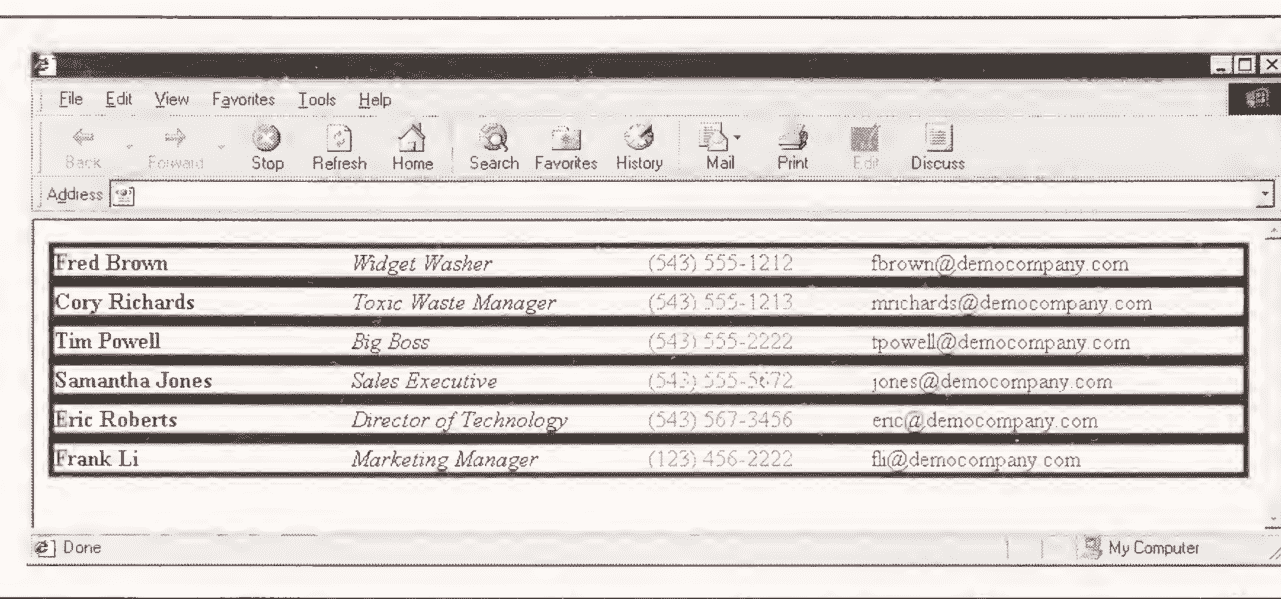 File Edit View Favorites Tools Help
Back Forward Stop Refresh Home Search Favorites History Mail Print Edit Discuss
Address
Fred Brown Widget Washer (543) 555-1212 fbrown@democompany.com
Cory Richards Toxic Waste Manager (543) 555-1213 mrichards@democompany.com
Tim Powell Big Boss (543) 555-2222 tpowell@democompany.com
Samantha Jones Sales Executive (543) 555-5672 jones@democompany.com
Eric Roberts Director of Technology (543) 567-3456 eric@democompany.com
Frank Li Marketing Manager (123) 456-2222 fli@democompany.com
Done My Computer